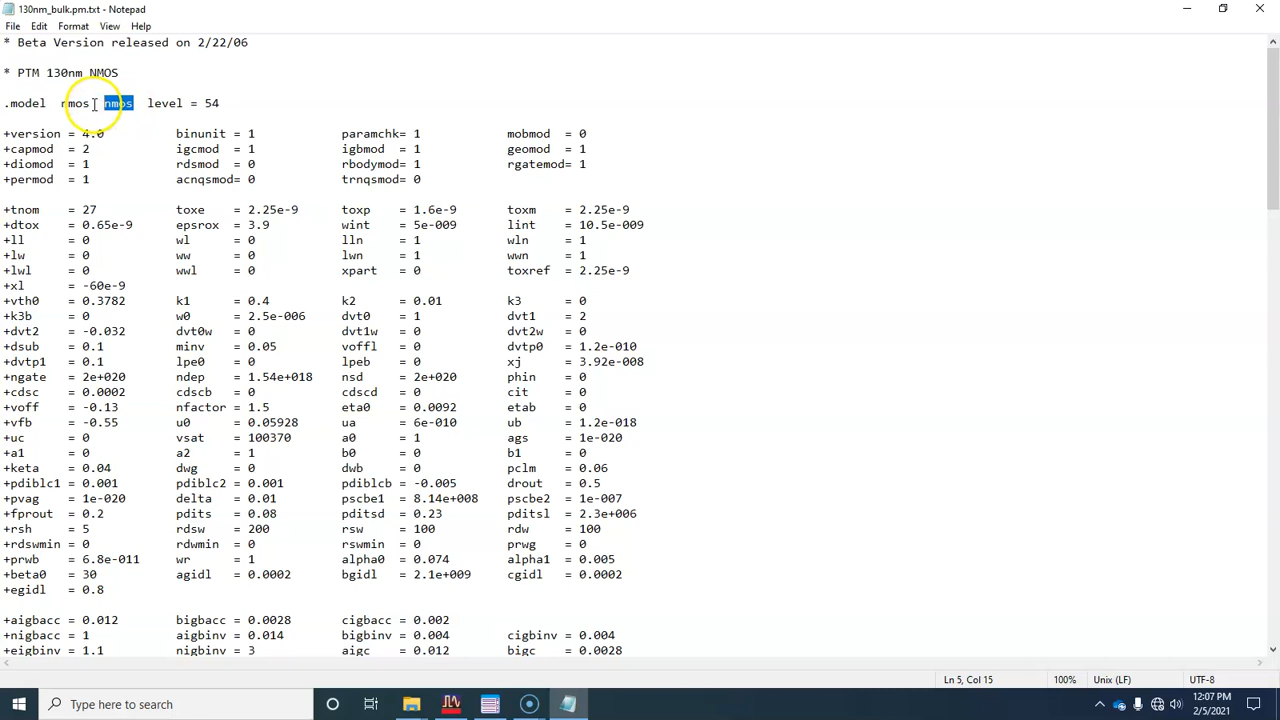 130nm_bulk.pm.txt - Notepad
File Edit Format View Help
* Beta Version released on 2/22/06
* PTM 130nm NMOS
.model nmos nmos level = 54
+version = 4.0 binunit = 1 paramchk= 1 mobmod = 0
+capmod = 2 igcmod = 1 igbmod = 1 geomod = 1
+diomod = 1 rdsmod = 0 rbodymod= 1 rgatemod= 1
+permod = 1 acnqsmod= 0 trnqsmod= 0
+tnom = 27 toxe = 2.25e-9 toxp = 1.6e-9 toxm = 2.25e-9
+dtox = 0.65e-9 epsrox = 3.9 wint = 5e-009 lint = 10.5e-009
+ll = 0 wl = 0 lln = 1 wln = 1
+lw = 0 ww = 0 lwn = 1 wwn = 1
+lwl = 0 wwl = 0 xpart = 0 toxref = 2.25e-9
+xl = -60e-9
+vth0 = 0.3782 k1 = 0.4 k2 = 0.01 k3 = 0
+k3b = 0 w0 = 2.5e-006 dvt0 = 1 dvt1 = 2
+dvt2 = -0.032 dvt0w = 0 dvt1w = 0 dvt2w = 0
+dsub = 0.1 minv = 0.05 voffl = 0 dvtp0 = 1.2e-010
+dvtp1 = 0.1 lpe0 = 0 lpeb = 0 xj = 3.92e-008
+ngate = 2e+020 ndep = 1.54e+018 nsd = 2e+020 phin = 0
+cdsc = 0.0002 cdscb = 0 cdscd = 0 cit = 0
+voff = -0.13 nfactor = 1.5 eta0 = 0.0092 etab = 0
+vfb = -0.55 u0 = 0.05928 ua = 6e-010 ub = 1.2e-018
+uc = 0 vsat = 100370 a0 = 1 ags = 1e-020
+a1 = 0 a2 = 1 b0 = 0 b1 = 0
+keta = 0.04 dwg = 0 dwb = 0 pclm = 0.06
+pdiblc1 = 0.001 pdiblc2 = 0.001 pdiblcb = -0.005 drout = 0.5
+pvag = 1e-020 delta = 0.01 pscbe1 = 8.14e+008 pscbe2 = 1e-007
+fprout = 0.2 pdits = 0.08 pditsd = 0.23 pditsl = 2.3e+006
+rsh = 5 rdsw = 200 rsw = 100 rdw = 100
+rdswmin = 0 rdwmin = 0 rswmin = 0 prwg = 0
+prwb = 6.8e-011 wr = 1 alpha0 = 0.074 alpha1 = 0.005
+beta0 = 30 agidl = 0.0002 bgidl = 2.1e+009 cgidl = 0.0002
+egidl = 0.8
+aigbacc = 0.012 bigbacc = 0.0028 cigbacc = 0.002
+nigbacc = 1 aigbinv = 0.014 bigbinv = 0.004 cigbinv = 0.004
+eigbinv = 1.1 nigbinv = 3 aigc = 0.012 bigc = 0.0028
Ln 5, Col 15 100% Unix (LF) UTF-8
Type here to search
12:07 PM
2/5/2021